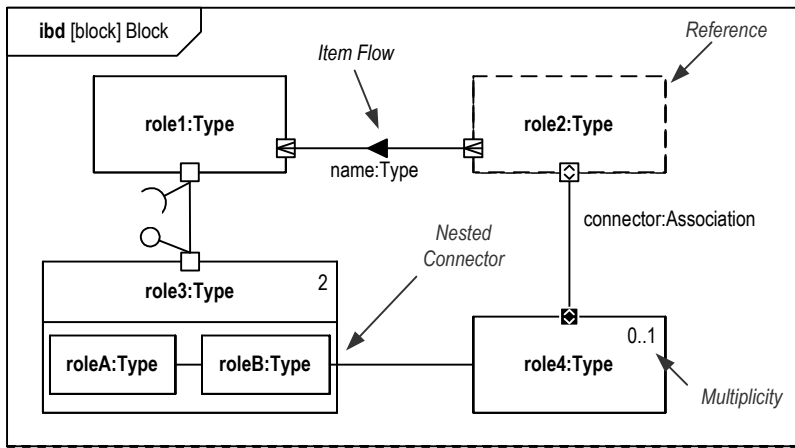 ibd [block] Block
Item Flow
Reference
role1:Type
role2:Type
name:Type
connector:Association
Nested
Connector
role3:Type
2
roleA:Type
roleB:Type
role4:Type
0..1
Multiplicity